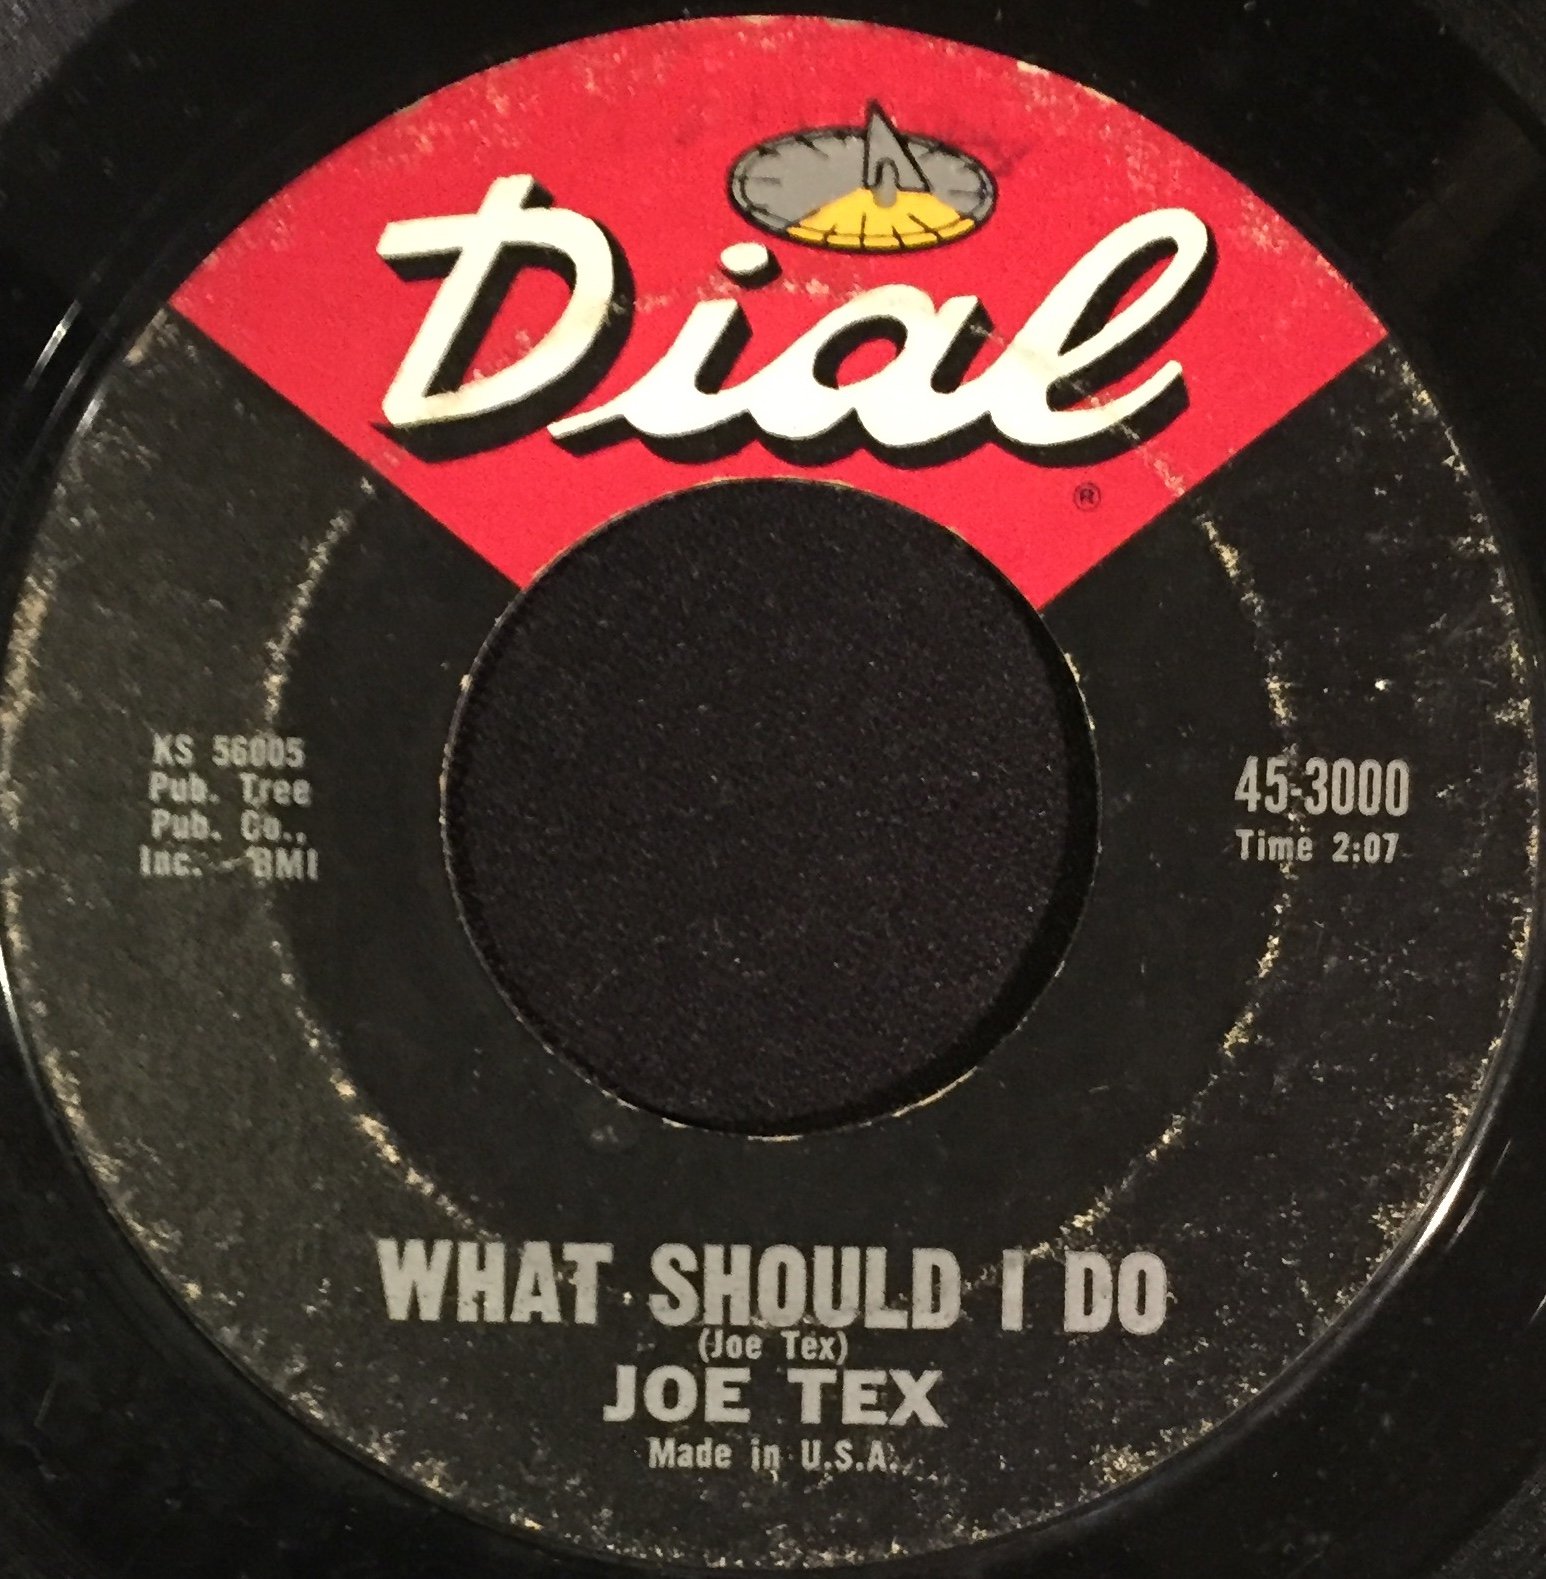 Dial
®
XS 56005
Pub. Tree
Pub. Co.,
Inc. - BMI
45-3000
Time 2:07
WHAT SHOULD I DO
(Joe Tex)
JOE TEX
Made in U.S.A.